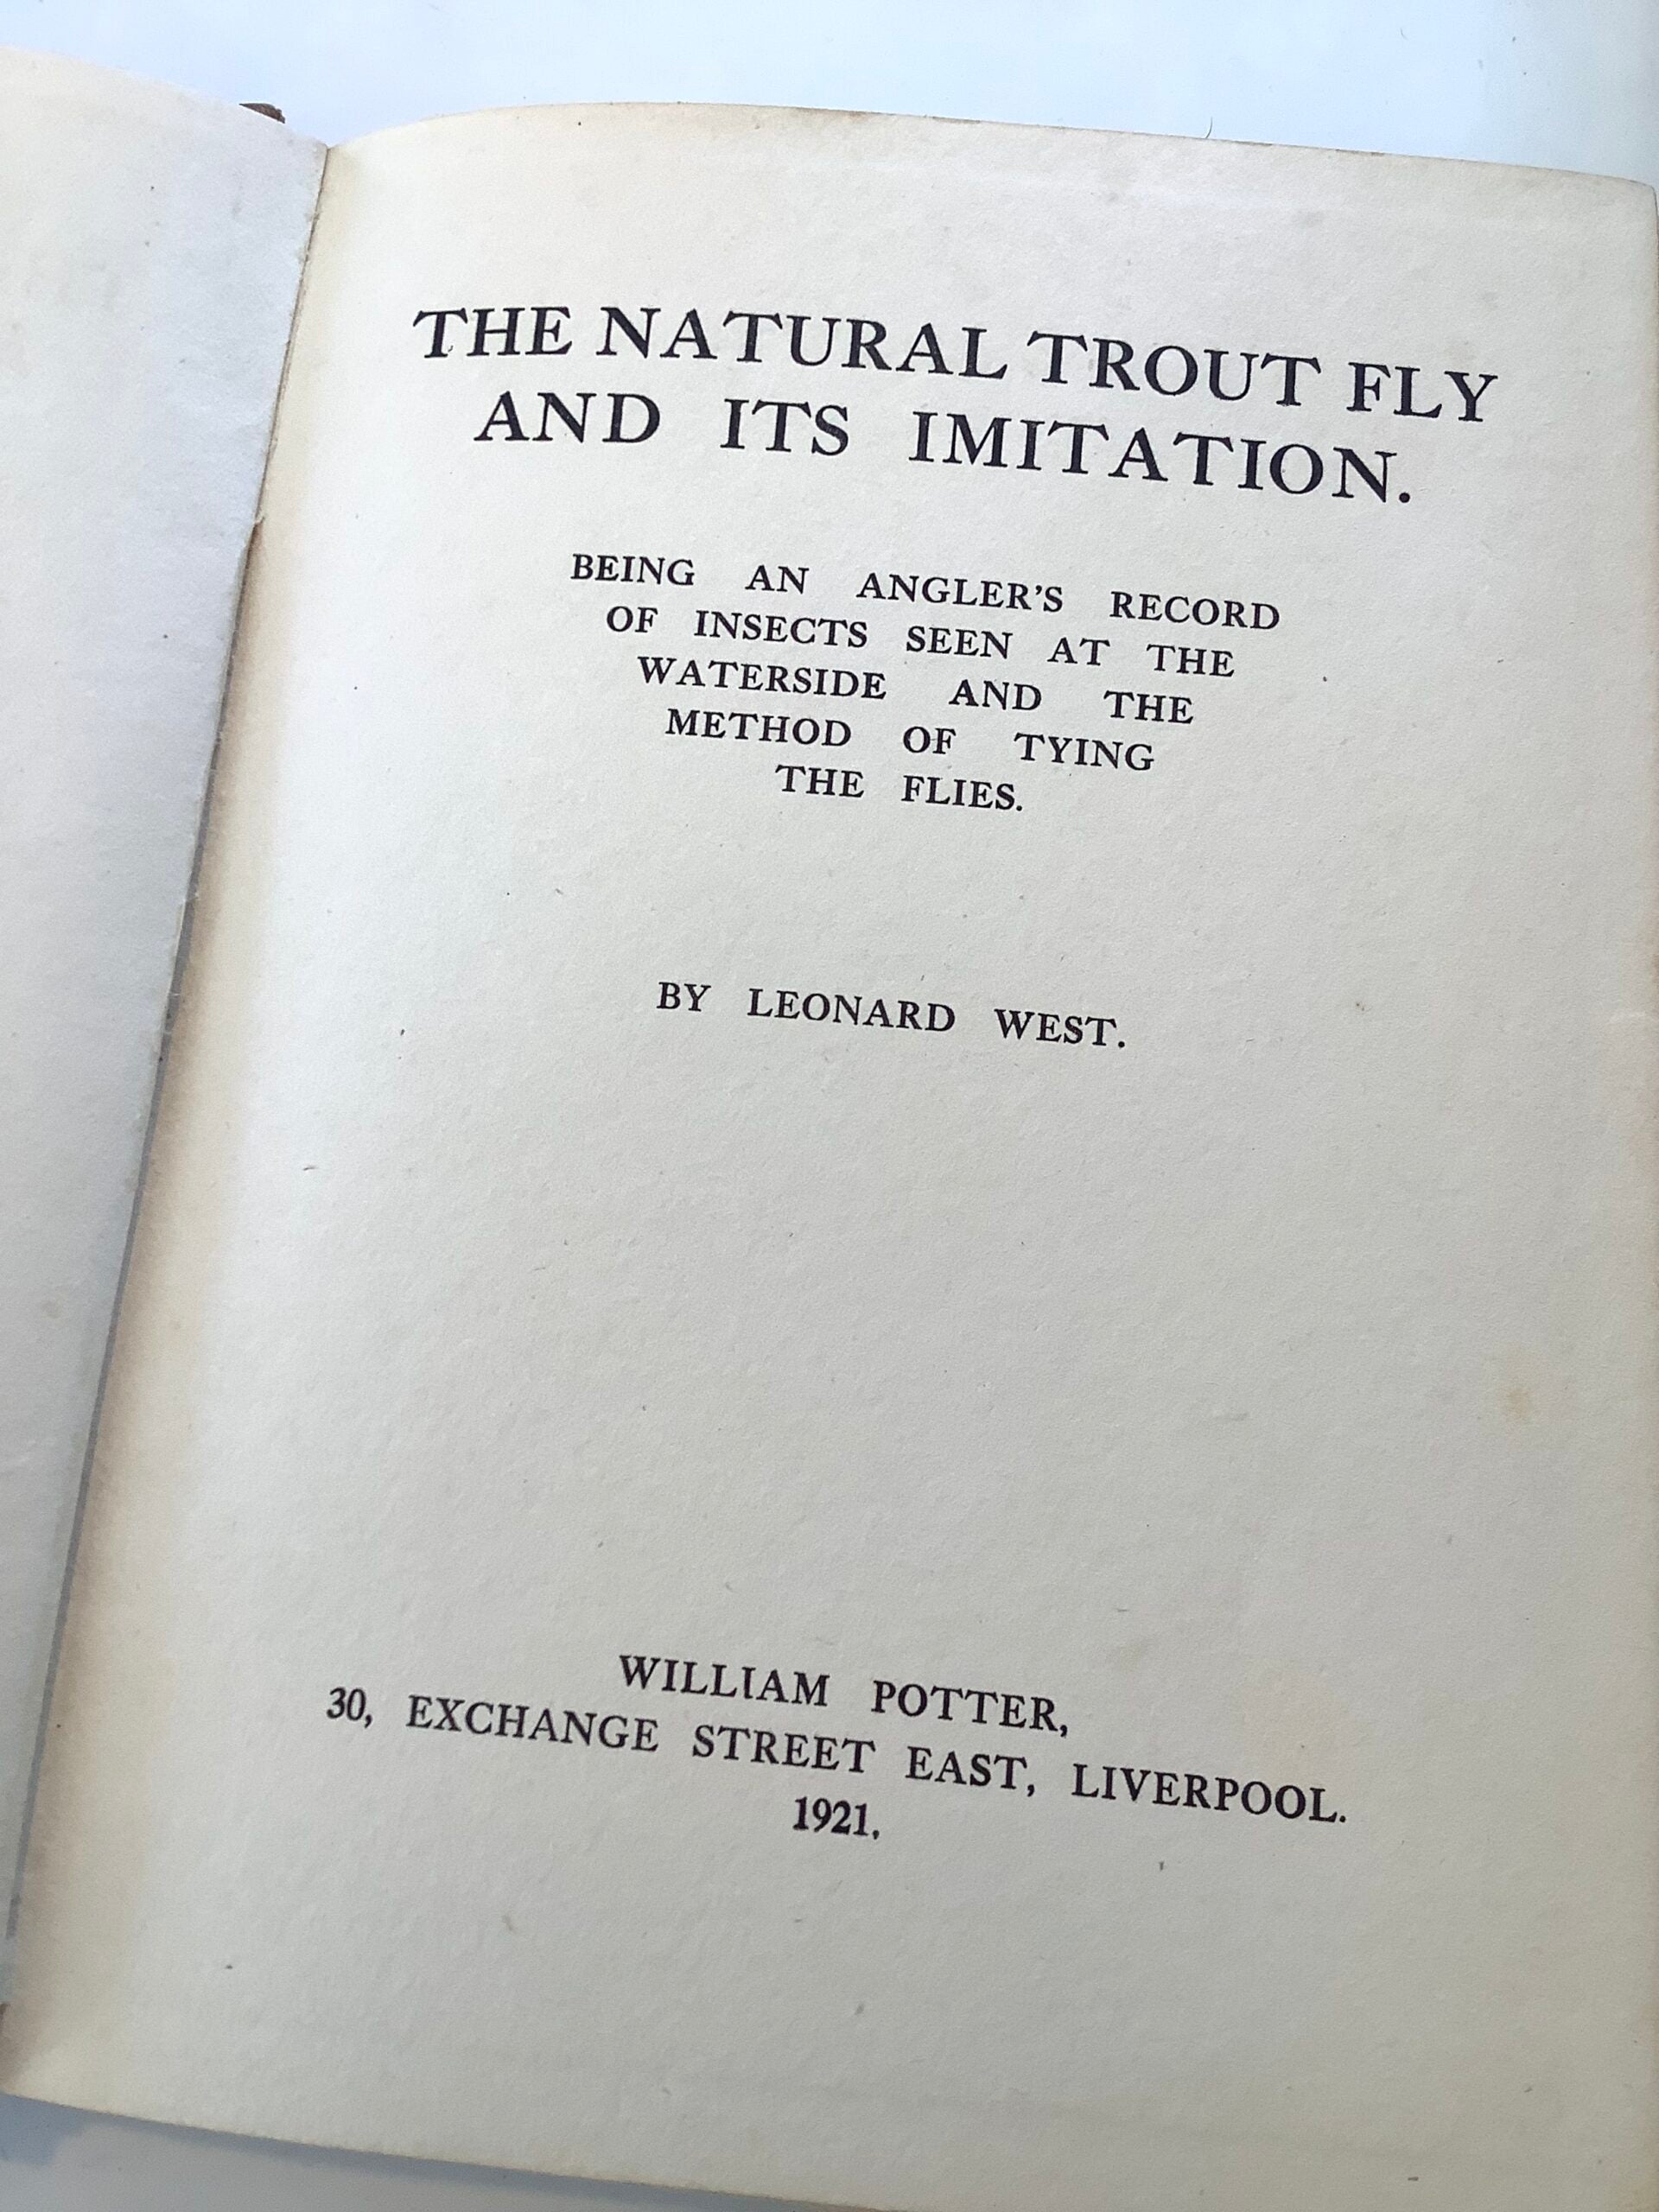 THE NATURAL TROUT FLY
AND ITS IMITATION.
BEING AN ANGLER'S RECORD
OF INSECTS SEEN AT THE
WATERSIDE AND THE
METHOD OF TYING
THE FLIES.
BY LEONARD WEST.
WILLIAM POTTER,
30, EXCHANGE STREET EAST, LIVERPOOL.
1921.